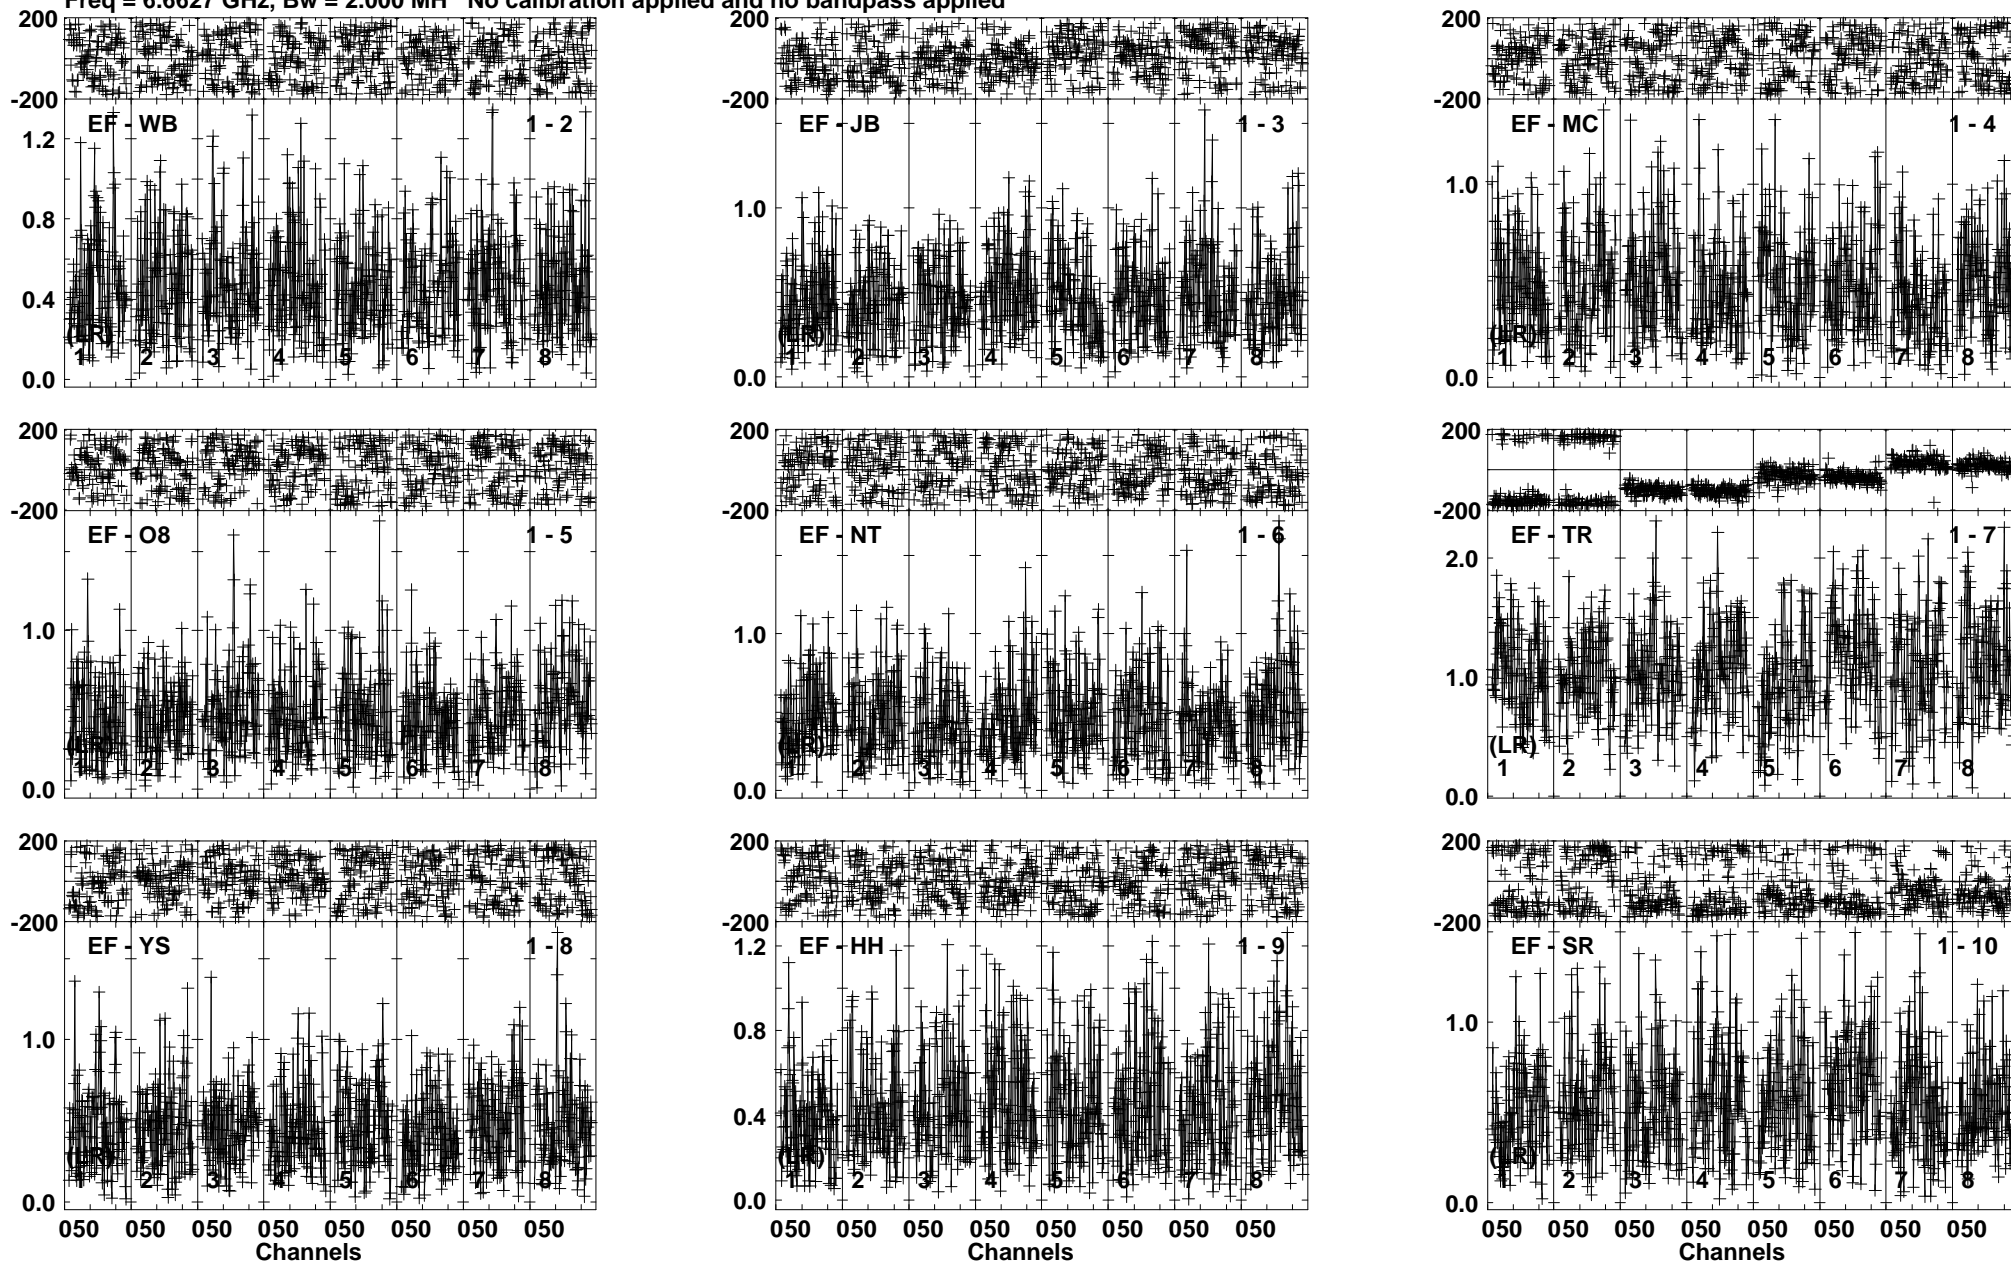 Freq = 6.6627 GHz, Bw = 2.000 MH No calibration applied and no bandpass applied
200
-200
EF - WB 1 - 2
1.2
0.8
0.4
0.0
(LR)
1 2 3 4 5 6 7 8
200
-200
EF - JB 1 - 3
1.0
0.0
(LR)
1 2 3 4 5 6 7 8
200
-200
EF - MC 1 - 4
1.0
0.0
(LR)
1 2 3 4 5 6 7 8
200
-200
EF - O8 1 - 5
1.0
0.0
(LR)
1 2 3 4 5 6 7 8
200
-200
EF - NT 1 - 6
1.0
0.0
(LR)
1 2 3 4 5 6 7 8
200
-200
EF - TR 1 - 7
2.0
1.0
0.0
(LR)
1 2 3 4 5 6 7 8
200
-200
EF - YS 1 - 8
1.0
0.0
(LR)
1 2 3 4 5 6 7 8
050 050 050 050 050 050 050 050
Channels
200
-200
EF - HH 1 - 9
1.2
0.8
0.4
0.0
(LR)
1 2 3 4 5 6 7 8
050 050 050 050 050 050 050 050
Channels
200
-200
EF - SR 1 - 10
1.0
0.0
(LR)
1 2 3 4 5 6 7 8
050 050 050 050 050 050 050 050
Channels